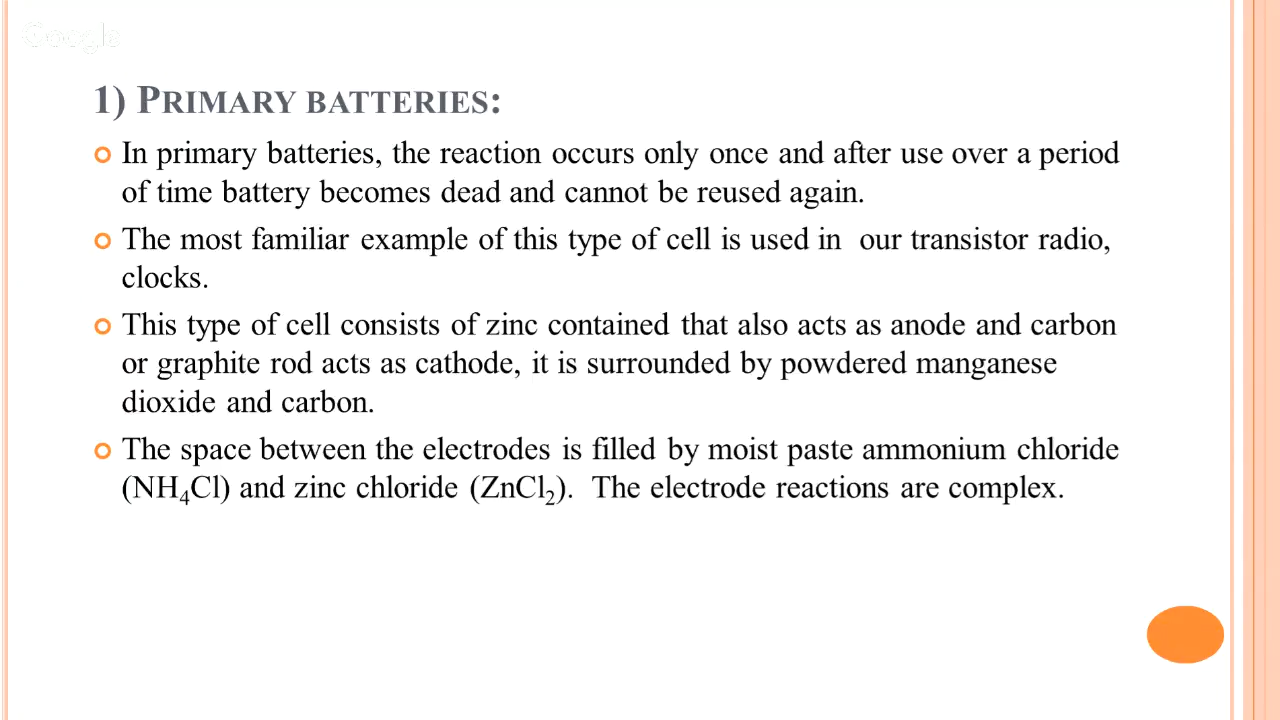 Google
1) PRIMARY BATTERIES:
In primary batteries, the reaction occurs only once and after use over a period
of time battery becomes dead and cannot be reused again.
The most familiar example of this type of cell is used in our transistor radio,
clocks.
This type of cell consists of zinc contained that also acts as anode and carbon
or graphite rod acts as cathode, it is surrounded by powdered manganese
dioxide and carbon.
The space between the electrodes is filled by moist paste ammonium chloride
(NH₄Cl) and zinc chloride (ZnCl₂). The electrode reactions are complex.